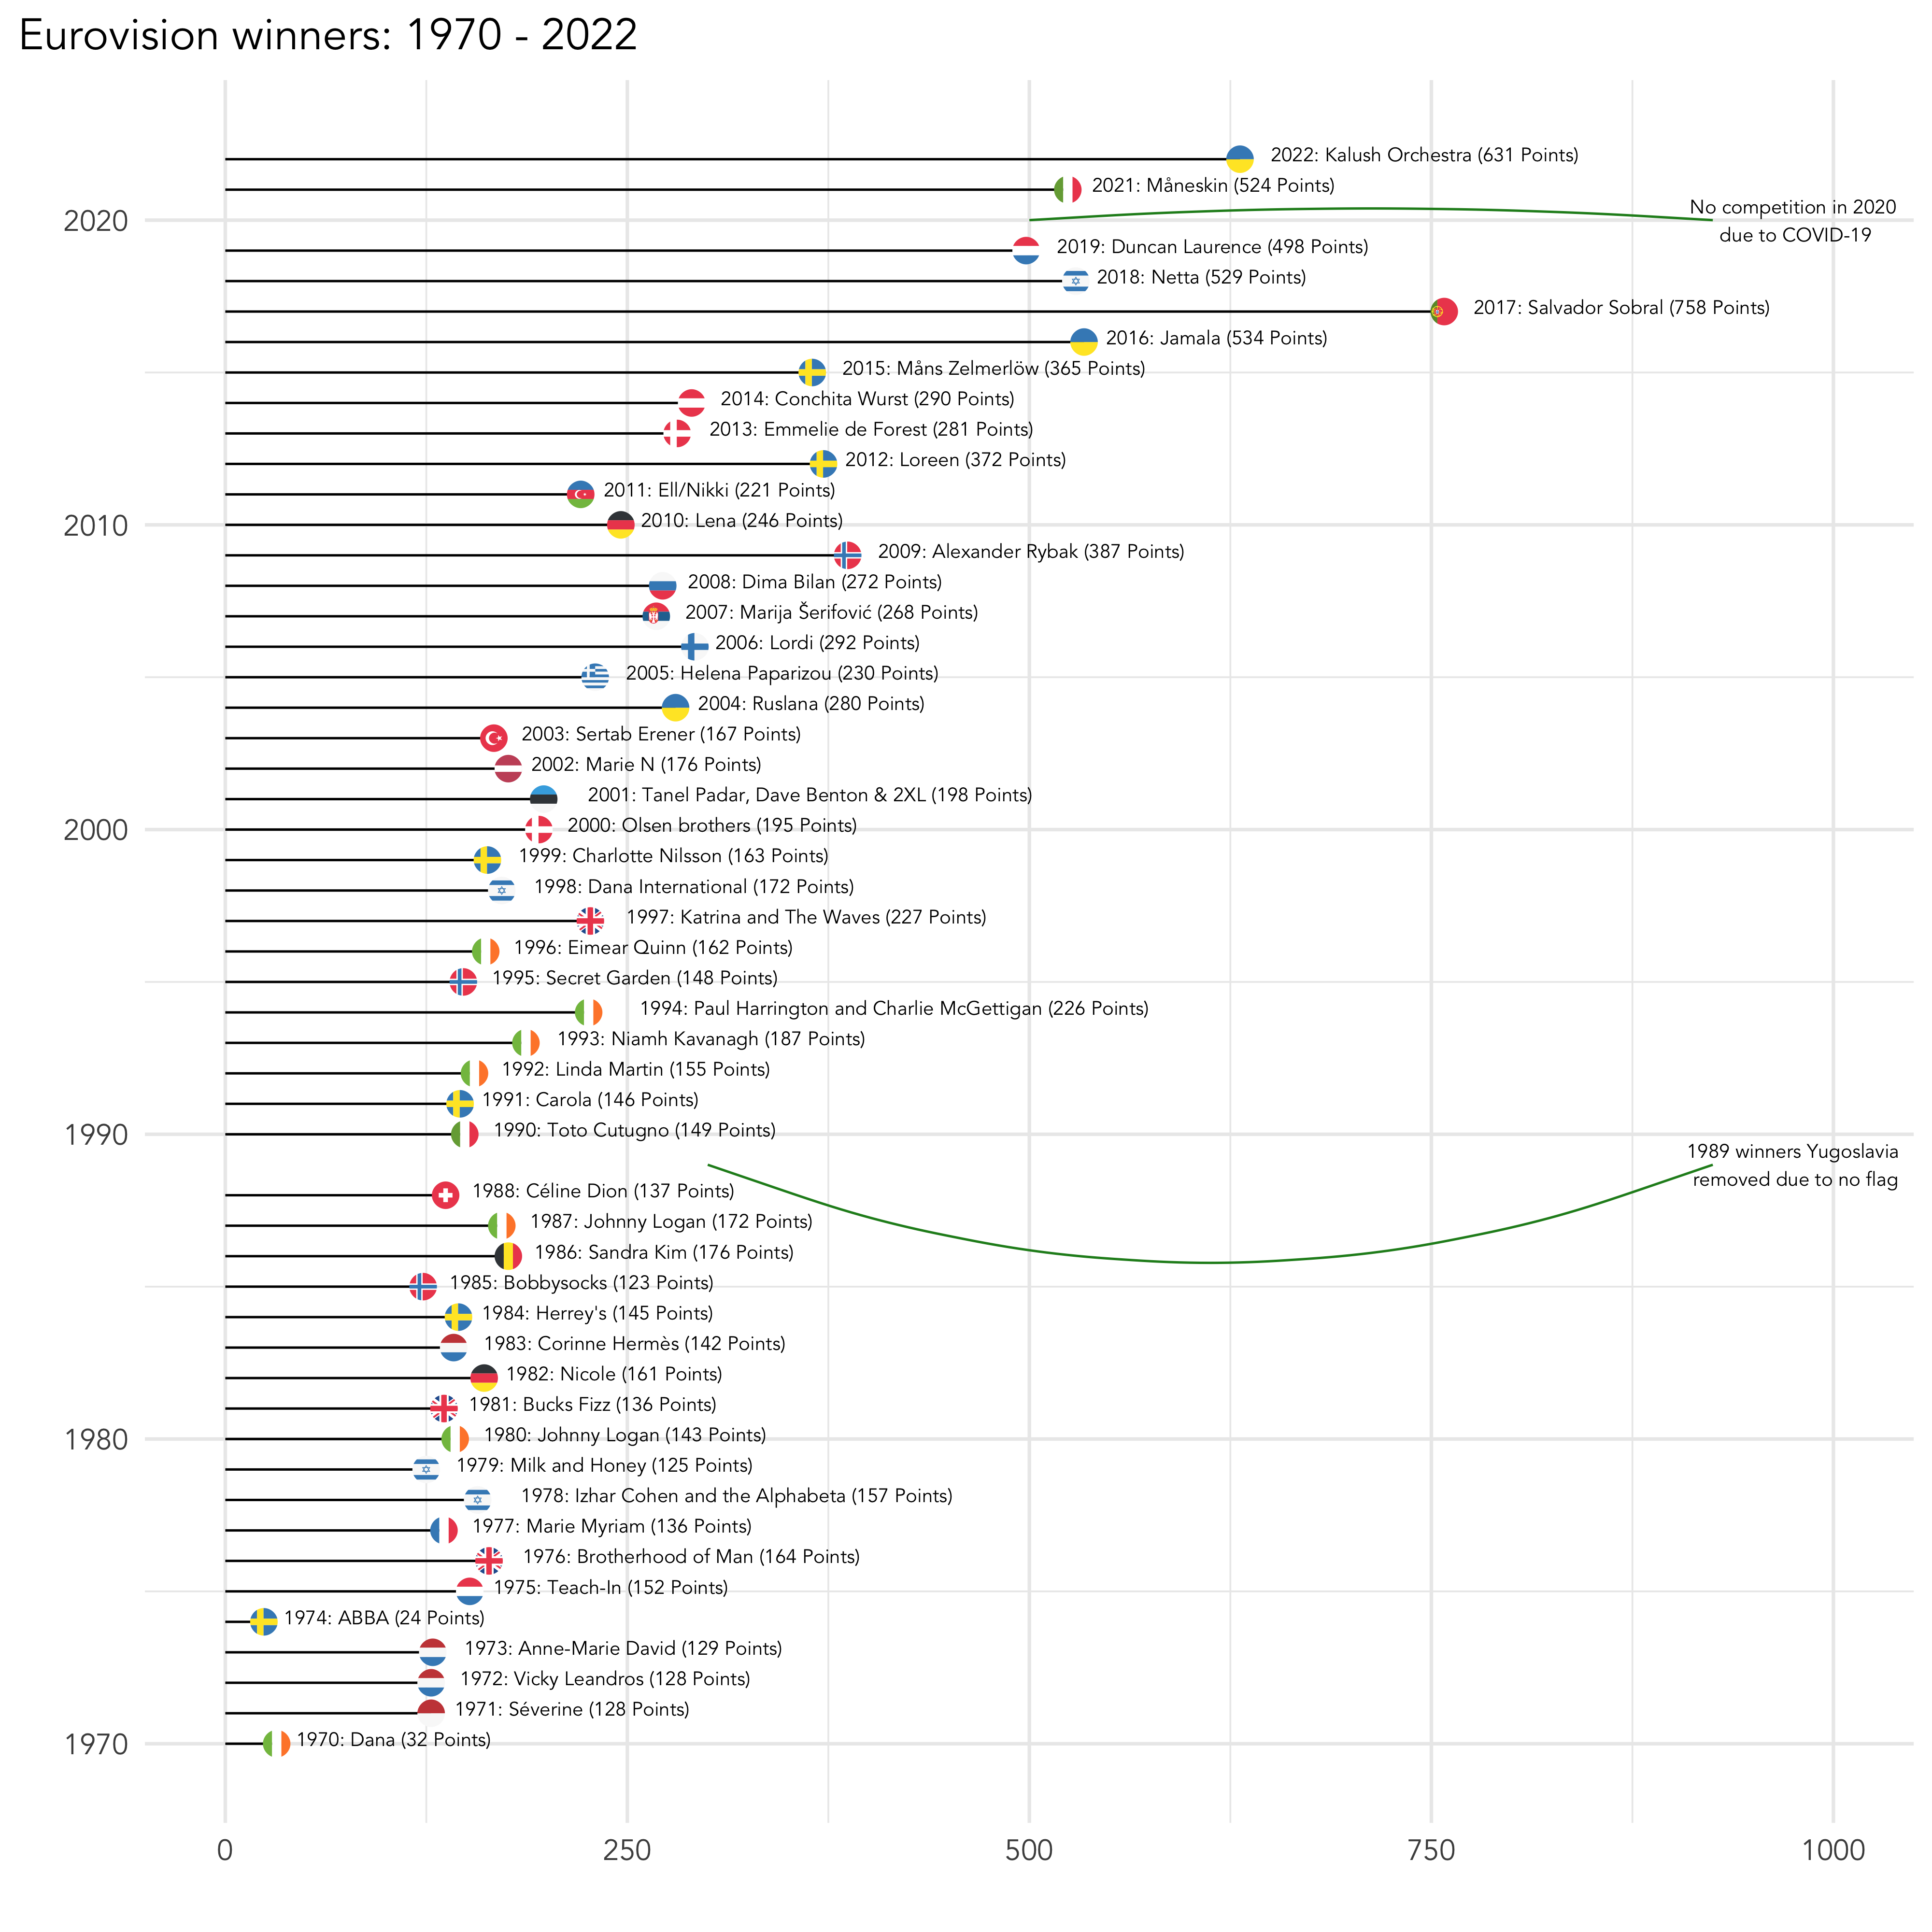 Eurovision winners: 1970 - 2022
2022: Kalush Orchestra (631 Points)
2021: Måneskin (524 Points)
No competition in 2020
due to COVID-19
2020
2019: Duncan Laurence (498 Points)
2018: Netta (529 Points)
2017: Salvador Sobral (758 Points)
2016: Jamala (534 Points)
2015: Måns Zelmerlöw (365 Points)
2014: Conchita Wurst (290 Points)
2013: Emmelie de Forest (281 Points)
2012: Loreen (372 Points)
2011: Ell/Nikki (221 Points)
2010
2010: Lena (246 Points)
2009: Alexander Rybak (387 Points)
2008: Dima Bilan (272 Points)
2007: Marija Šerifović (268 Points)
2006: Lordi (292 Points)
2005: Helena Paparizou (230 Points)
2004: Ruslana (280 Points)
2003: Sertab Erener (167 Points)
2002: Marie N (176 Points)
2001: Tanel Padar, Dave Benton & 2XL (198 Points)
2000
2000: Olsen brothers (195 Points)
1999: Charlotte Nilsson (163 Points)
1998: Dana International (172 Points)
1997: Katrina and The Waves (227 Points)
1996: Eimear Quinn (162 Points)
1995: Secret Garden (148 Points)
1994: Paul Harrington and Charlie McGettigan (226 Points)
1993: Niamh Kavanagh (187 Points)
1992: Linda Martin (155 Points)
1991: Carola (146 Points)
1990
1990: Toto Cutugno (149 Points)
1989 winners Yugoslavia
removed due to no flag
1988: Céline Dion (137 Points)
1987: Johnny Logan (172 Points)
1986: Sandra Kim (176 Points)
1985: Bobbysocks (123 Points)
1984: Herrey's (145 Points)
1983: Corinne Hermès (142 Points)
1982: Nicole (161 Points)
1981: Bucks Fizz (136 Points)
1980
1980: Johnny Logan (143 Points)
1979: Milk and Honey (125 Points)
1978: Izhar Cohen and the Alphabeta (157 Points)
1977: Marie Myriam (136 Points)
1976: Brotherhood of Man (164 Points)
1975: Teach-In (152 Points)
1974: ABBA (24 Points)
1973: Anne-Marie David (129 Points)
1972: Vicky Leandros (128 Points)
1971: Séverine (128 Points)
1970
1970: Dana (32 Points)
0
250
500
750
1000